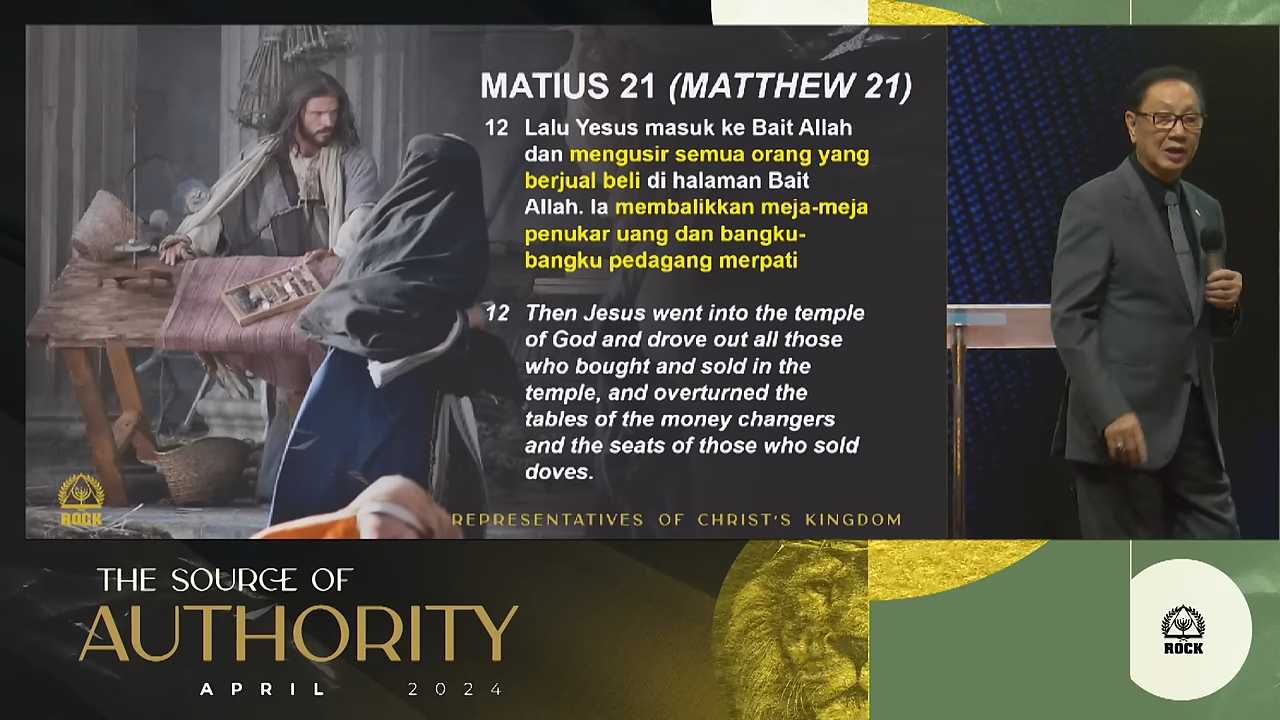 MATIUS 21 (MATTHEW 21)
12 Lalu Yesus masuk ke Bait Allah
dan mengusir semua orang yang
berjual beli di halaman Bait
Allah. Ia membalikkan meja-meja
penukar uang dan bangku-
bangku pedagang merpati
12 Then Jesus went into the temple
of God and drove out all those
who bought and sold in the
temple, and overturned the
tables of the money changers
and the seats of those who sold
doves.
ROCK
REPRESENTATIVES OF CHRIST'S KINGDOM
THE SOURCE OF
AUTHORITY
APRIL 2024
ROCK